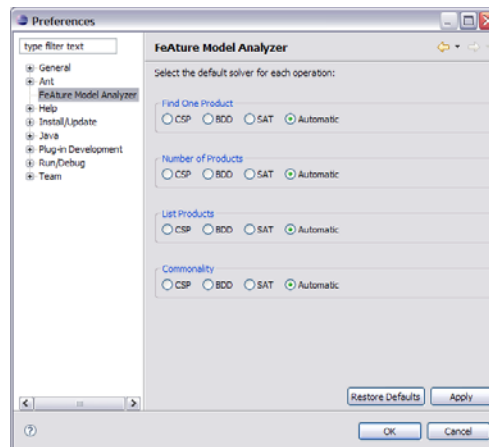 Preferences
type filter text
General
Ant
FeAture Model Analyzer
Help
Install/Update
Java
Plug-in Development
Run/Debug
Team
FeAture Model Analyzer
Select the default solver for each operation:
Find One Product
CSP BDD SAT Automatic
Number of Products
CSP BDD SAT Automatic
List Products
CSP BDD SAT Automatic
Commonality
CSP BDD SAT Automatic
Restore Defaults Apply
OK Cancel